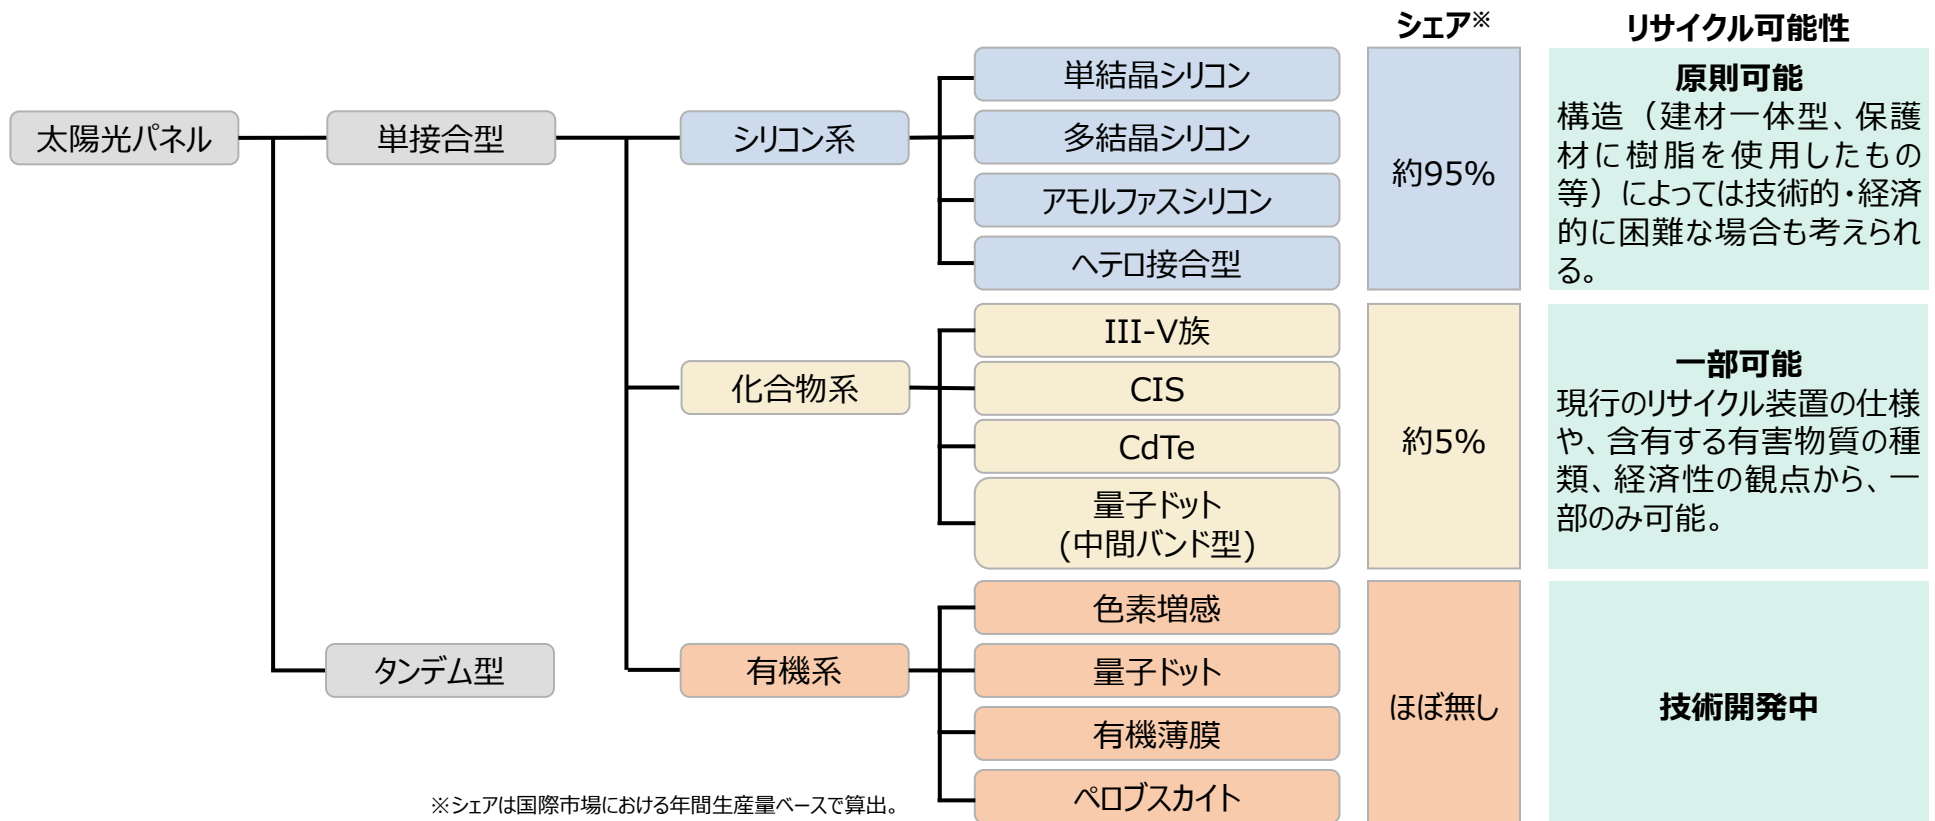 シェア※
リサイクル可能性
太陽光パネル
単接合型
タンデム型
シリコン系
単結晶シリコン
多結晶シリコン
アモルファスシリコン
ヘテロ接合型
約95%
原則可能
構造（建材一体型、保護
材に樹脂を使用したもの
等）によっては技術的・経済
的に困難な場合も考えられ
る。
化合物系
III-V族
CIS
CdTe
量子ドット
(中間バンド型)
約5%
一部可能
現行のリサイクル装置の仕様
や、含有する有害物質の種
類、経済性の観点から、一
部のみ可能。
有機系
色素増感
量子ドット
有機薄膜
ペロブスカイト
ほぼ無し
技術開発中
※シェアは国際市場における年間生産量ベースで算出。